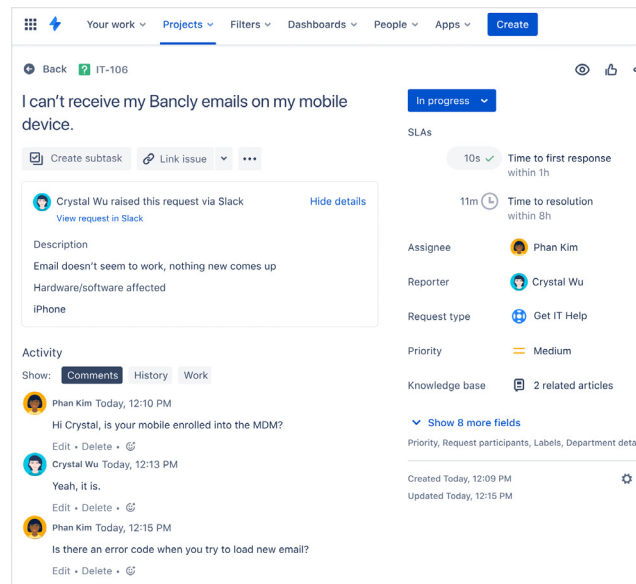 Your work Projects Filters Dashboards People Apps Create
Back IT-106
I can't receive my Bancly emails on my mobile
device.
Create subtask Link issue
Crystal Wu raised this request via Slack Hide details
View request in Slack
Description
Email doesn't seem to work, nothing new comes up
Hardware/software affected
iPhone
Activity
Show: Comments History Work
Phan Kim Today, 12:10 PM
Hi Crystal, is your mobile enrolled into the MDM?
Edit • Delete •
Crystal Wu Today, 12:13 PM
Yeah, it is.
Edit • Delete •
Phan Kim Today, 12:15 PM
Is there an error code when you try to load new email?
Edit • Delete •
In progress
SLAs
10s Time to first response
within 1h
11m Time to resolution
within 8h
Assignee Phan Kim
Reporter Crystal Wu
Request type Get IT Help
Priority Medium
Knowledge base 2 related articles
Show 8 more fields
Priority, Request participants, Labels, Department deta
Created Today, 12:09 PM
Updated Today, 12:15 PM